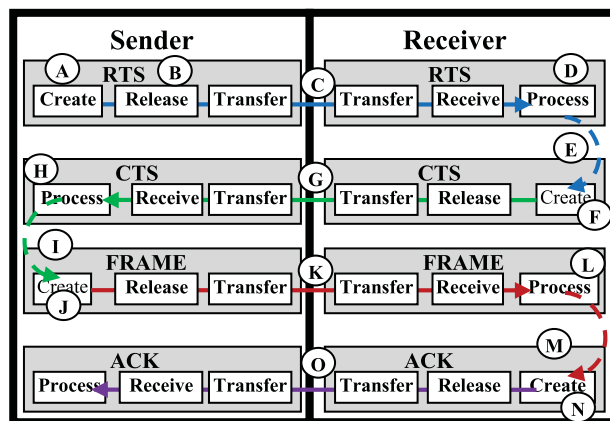 Sender Receiver
A RTS B C RTS D
Create Release Transfer Transfer Receive Process
E
H CTS G CTS
Process Receive Transfer Transfer Release Create
F
I FRAME K FRAME L
Create Release Transfer Transfer Receive Process
J
M
ACK O ACK
Process Receive Transfer Transfer Release Create
N